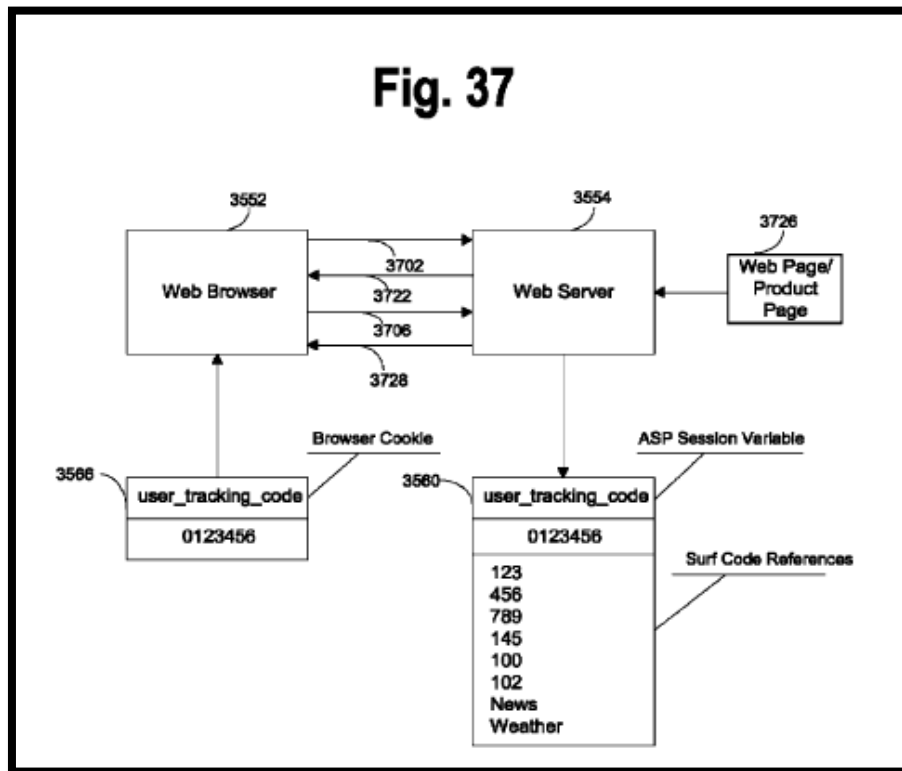 Fig. 37
3552
3554
3726
Web Browser
3702
3722
3706
3728
Web Server
Web Page/
Product
Page
Browser Cookie
ASP Session Variable
3566
user_tracking_code
0123456
3560
user_tracking_code
0123456
Surf Code References
123
456
789
145
100
102
News
Weather